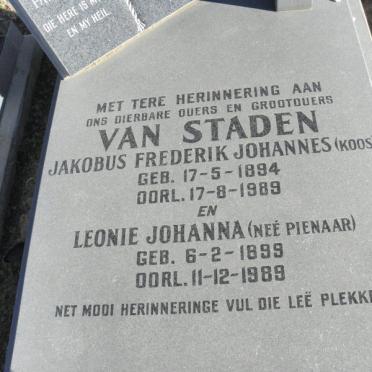 DIE HERE IS MY
EN MY HEIL.
MET TERE HERINNERING AAN
ONS DIERBARE OUERS EN GROOTOUERS
VAN STADEN
JAKOBUS FREDERIK JOHANNES (KOOS
GEB. 17-5-1894
OORL. 17-8-1989
EN
LEONIE JOHANNA (NEÉ PIENAAR)
GEB. 6-2-1899
OORL. 11-12-1989
NET MOOI HERINNERINGE VUL DIE LEË PLEKKE